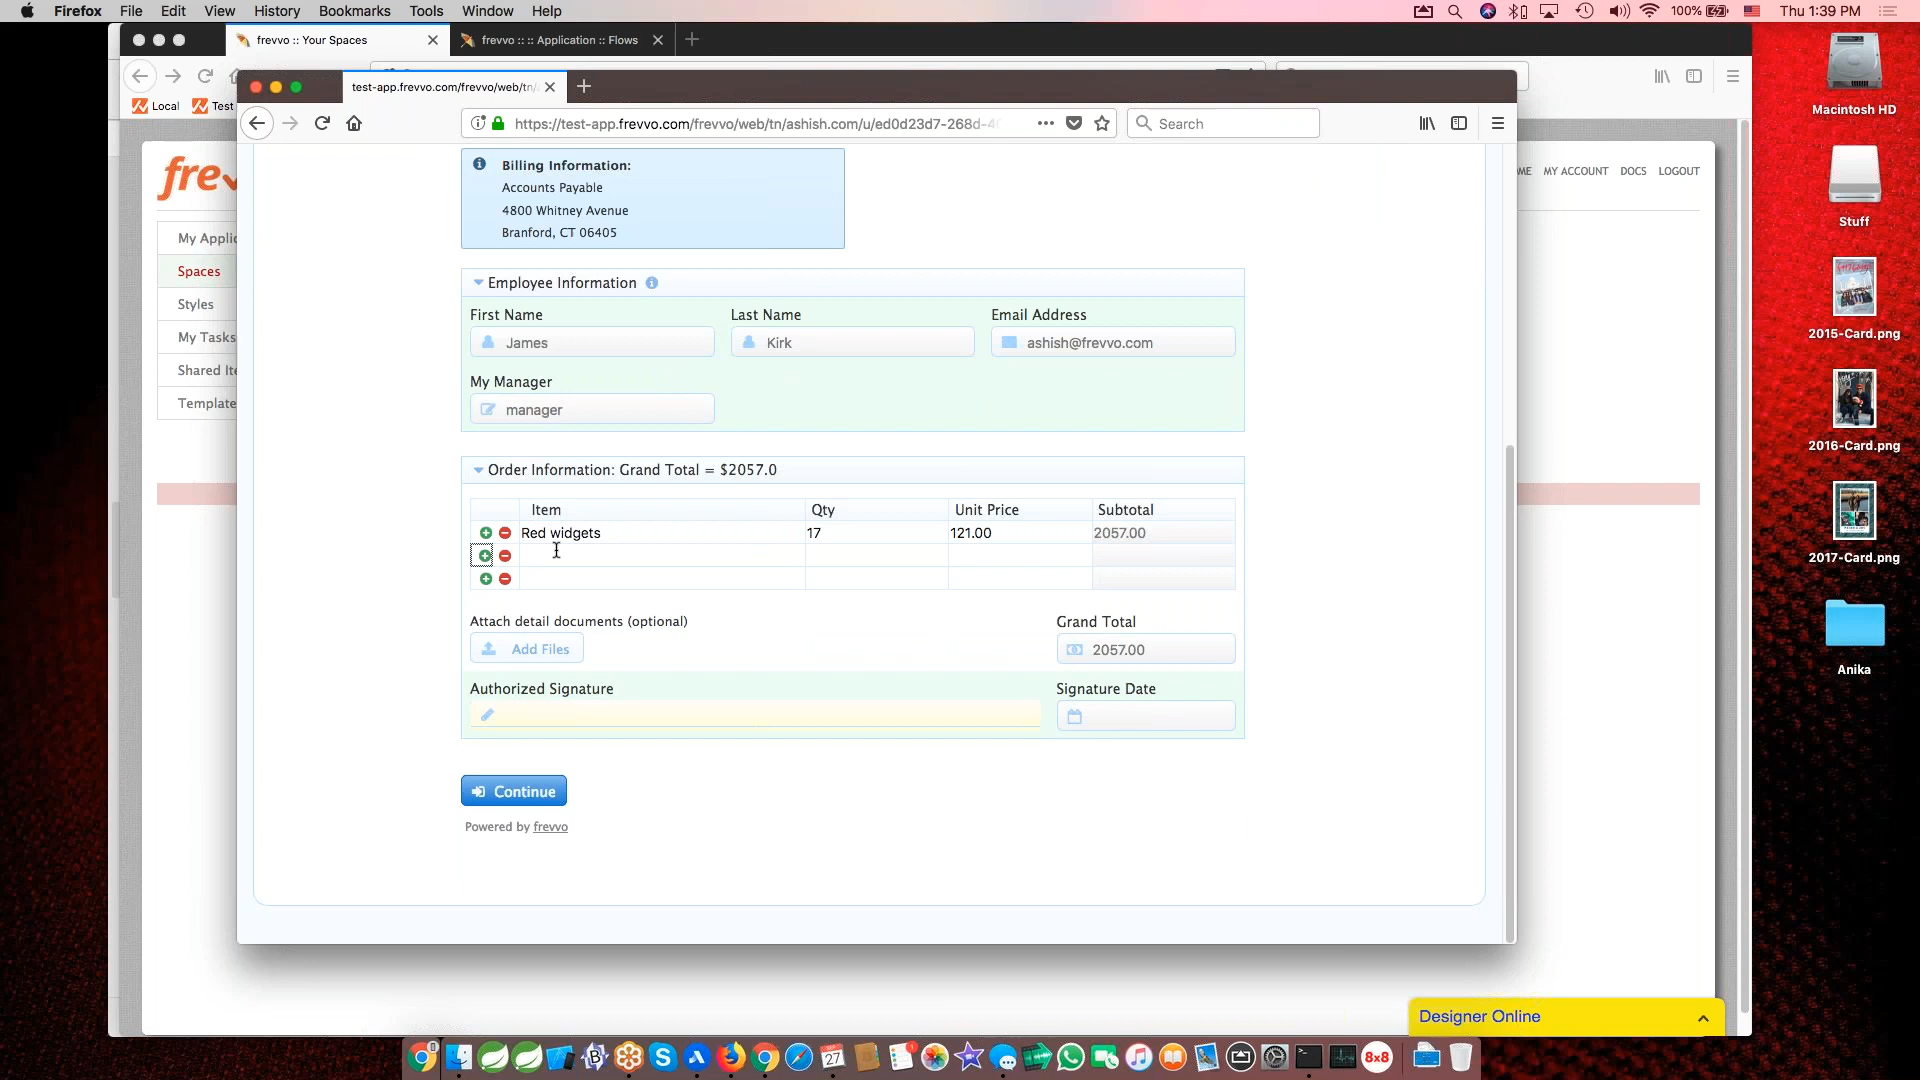 Firefox File Edit View History Bookmarks Tools Window Help
100% Thu 1:39 PM
frevvo :: Your Spaces
frevvo :: :: Application :: Flows
test-app.frevvo.com/frevvo/web/tn/
Local Test
https://test-app.frevvo.com/frevvo/web/tn/ashish.com/u/ed0d23d7-268d-4
Search
MY ACCOUNT DOCS LOGOUT
Spaces
Styles
My Tasks
Shared
Template
Billing Information:
Accounts Payable
4800 Whitney Avenue
Branford, CT 06405
Employee Information
First Name Last Name Email Address
James Kirk ashish@frevvo.com
My Manager
manager
Order Information: Grand Total = $2057.0
Item Qty Unit Price Subtotal
Red widgets 17 121.00 2057.00
Attach detail documents (optional) Grand Total
Add Files 2057.00
Authorized Signature Signature Date
Continue
Powered by frevvo
Designer Online
Macintosh HD
Stuff
2015-Card.png
2016-Card.png
2017-Card.png
Anika
27
1
8x8